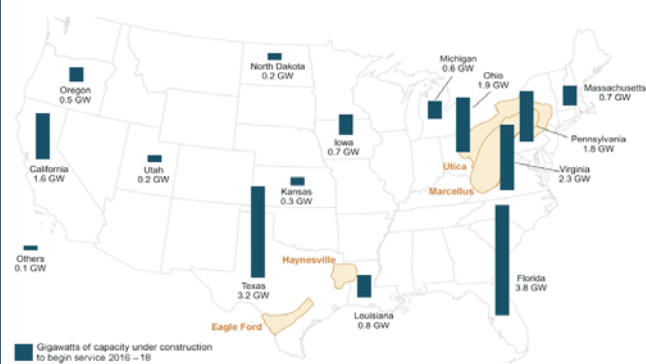 Michigan
0.6 GW
Ohio
1.9 GW
North Dakota
0.2 GW
Massachusetts
0.7 GW
Oregon
0.5 GW
Iowa
0.7 GW
Pennsylvania
1.8 GW
California
1.6 GW
Utah
0.2 GW
Utica
Virginia
2.3 GW
Kansas
0.3 GW
Marcellus
Others
0.1 GW
Haynesville
Texas
3.2 GW
Florida
3.8 GW
Louisiana
0.8 GW
Eagle Ford
Gigawatts of capacity under construction
to begin service 2016 – 18